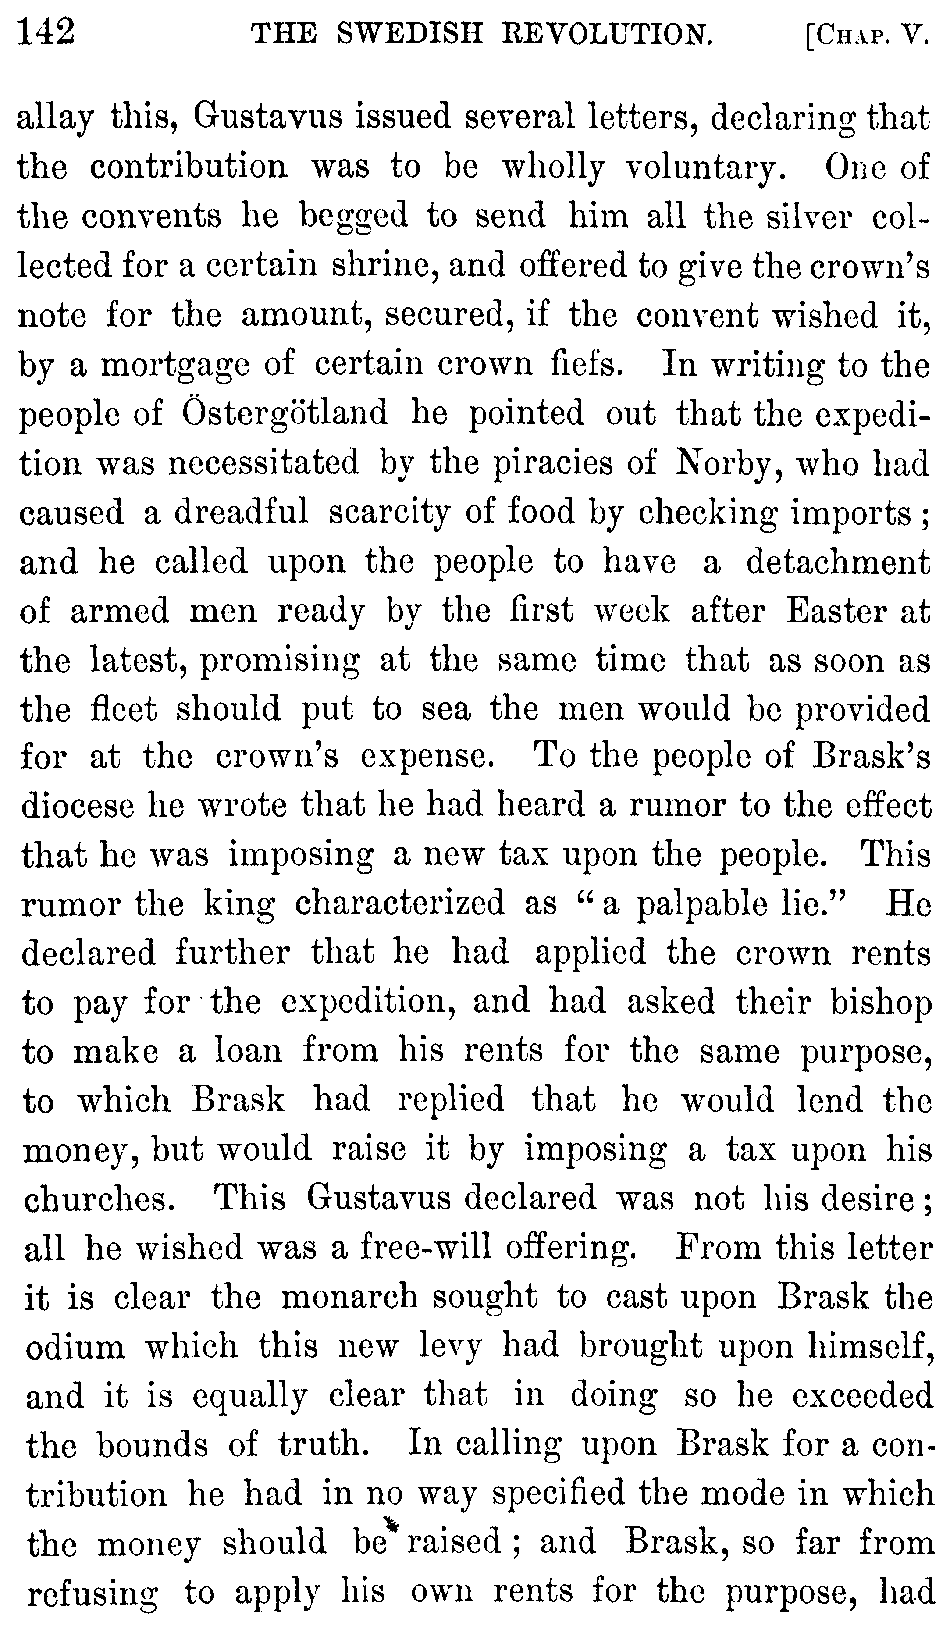 142 THE SWEDISH REVOLUTION. [CHAP. V.
allay this, Gustavus issued several letters, declaring that
the contribution was to be wholly voluntary. One of
the convents he begged to send him all the silver col-
lected for a certain shrine, and offered to give the crown's
note for the amount, secured, if the convent wished it,
by a mortgage of certain crown fiefs. In writing to the
people of Östergötland he pointed out that the expedi-
tion was necessitated by the piracies of Norby, who had
caused a dreadful scarcity of food by checking imports;
and he called upon the people to have a detachment
of armed men ready by the first week after Easter at
the latest, promising at the same time that as soon as
the fleet should put to sea the men would be provided
for at the crown's expense. To the people of Brask's
diocese he wrote that he had heard a rumor to the effect
that he was imposing a new tax upon the people. This
rumor the king characterized as "a palpable lie." He
declared further that he had applied the crown rents
to pay for the expedition, and had asked their bishop
to make a loan from his rents for the same purpose,
to which Brask had replied that he would lend the
money, but would raise it by imposing a tax upon his
churches. This Gustavus declared was not his desire;
all he wished was a free-will offering. From this letter
it is clear the monarch sought to cast upon Brask the
odium which this new levy had brought upon himself,
and it is equally clear that in doing so he exceeded
the bounds of truth. In calling upon Brask for a con-
tribution he had in no way specified the mode in which
the money should be raised; and Brask, so far from
refusing to apply his own rents for the purpose, had